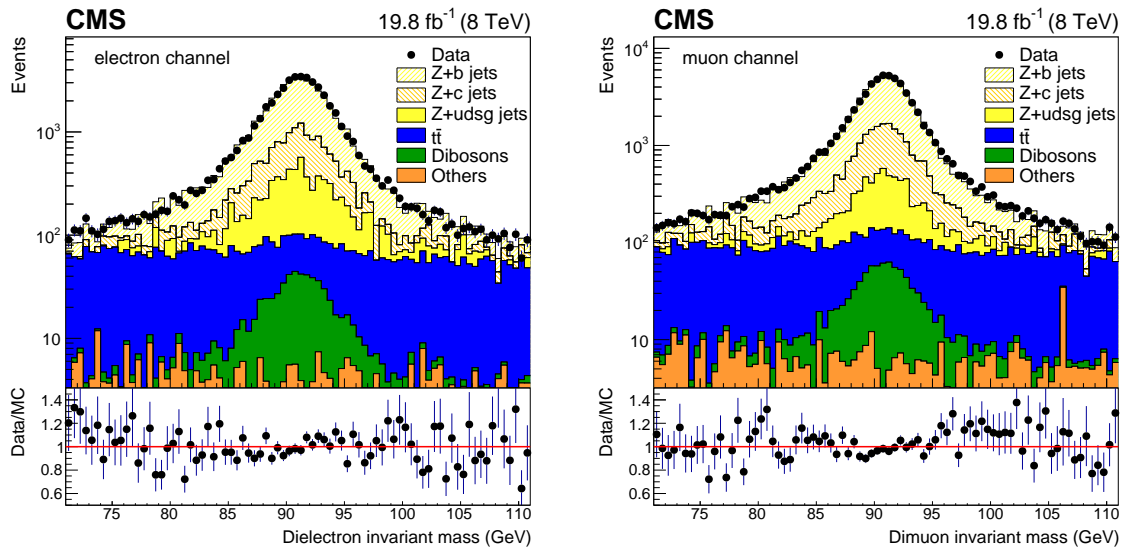 CMS 19.8 fb⁻¹ (8 TeV)
electron channel
Events
Data
Z+b jets
Z+c jets
Z+udsg jets
tt̄
Dibosons
Others
10³
10²
10
Data/MC
1.4
1.2
1
0.8
0.6
75 80 85 90 95 100 105 110
Dielectron invariant mass (GeV)
CMS 19.8 fb⁻¹ (8 TeV)
muon channel
Events
Data
Z+b jets
Z+c jets
Z+udsg jets
tt̄
Dibosons
Others
10⁴
10³
10²
10
Data/MC
1.4
1.2
1
0.8
0.6
75 80 85 90 95 100 105 110
Dimuon invariant mass (GeV)